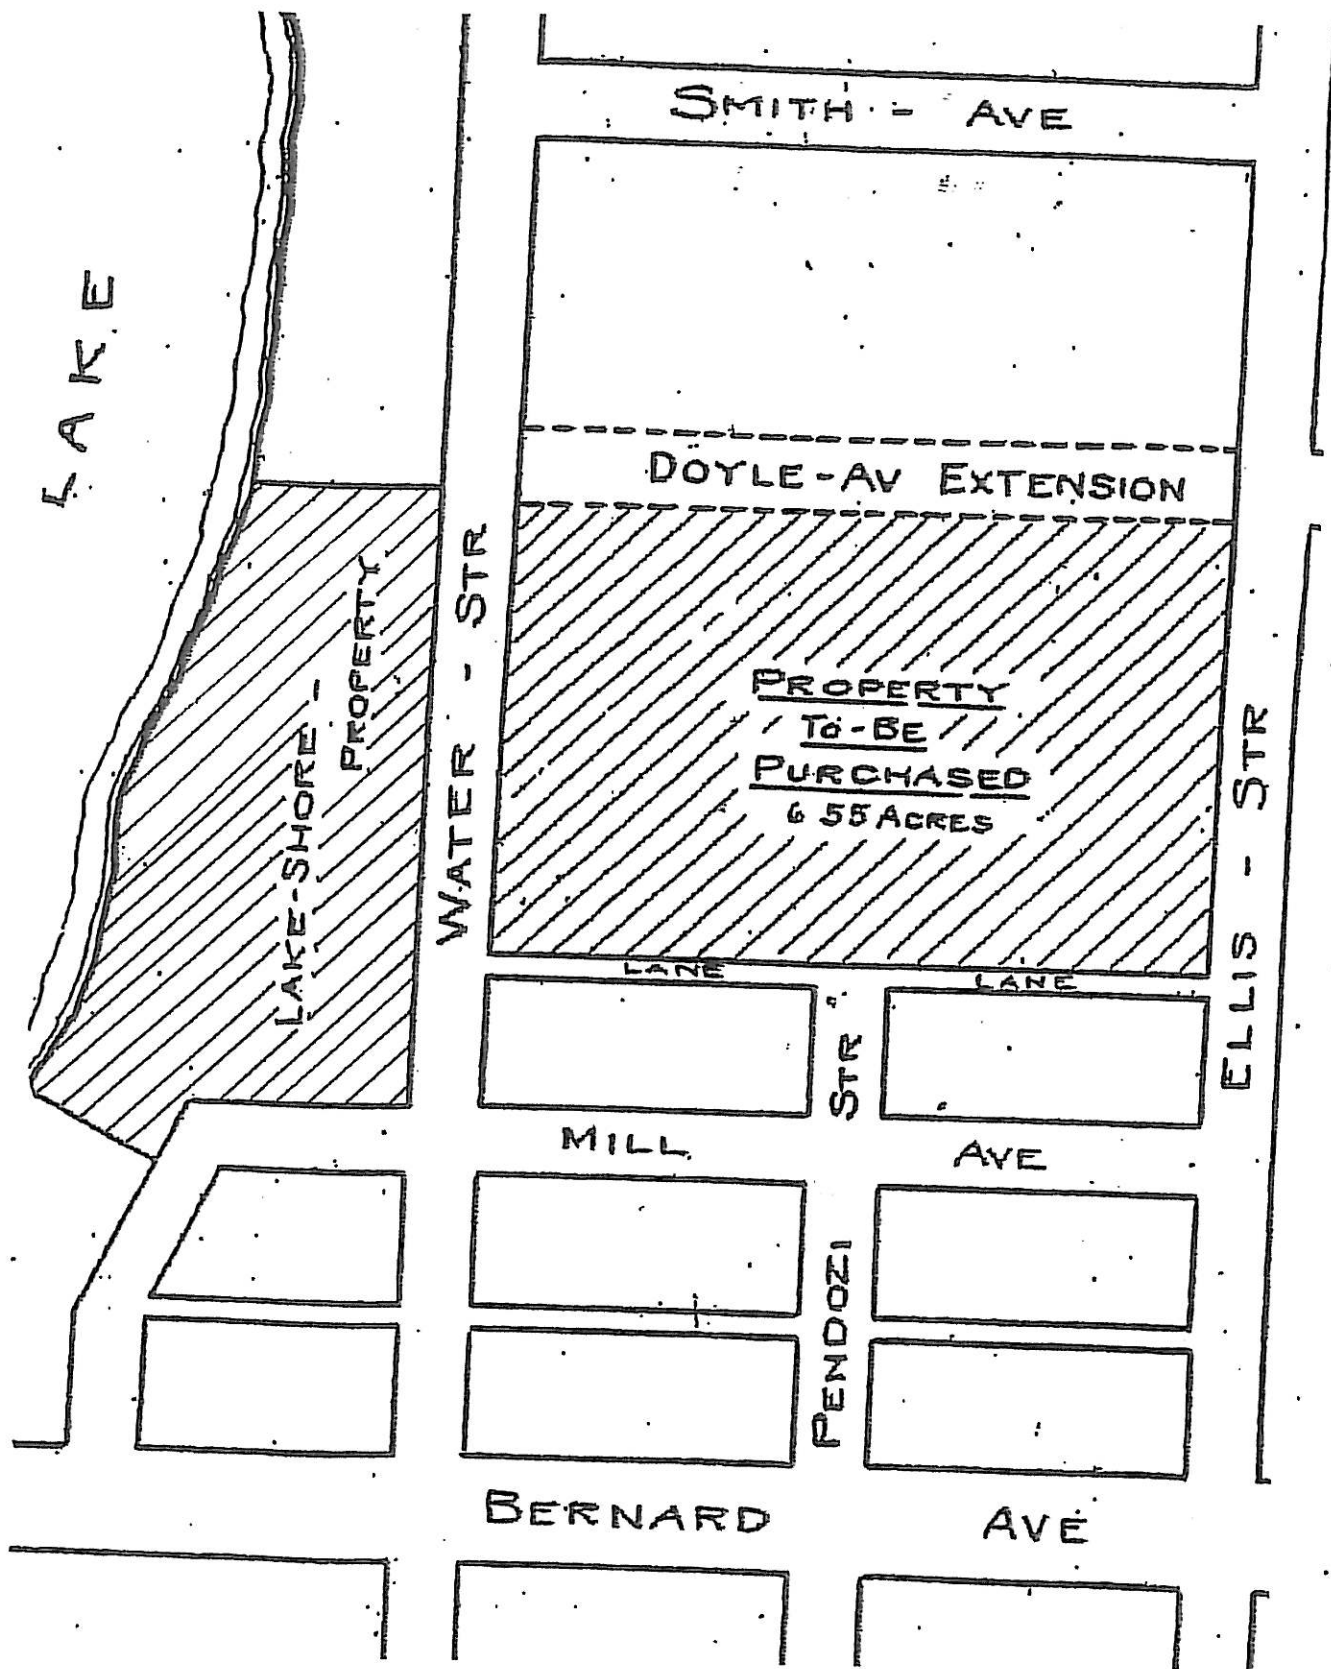 SMITH - AVE
LAKE
DOYLE-AV EXTENSION
LAKE-SHORE -
PROPERTY
WATER - STR
PROPERTY
TO-BE
PURCHASED
6 55 ACRES
ELLIS - STR
LANE
LANE
PENDOZI STR
MILL AVE
BERNARD AVE